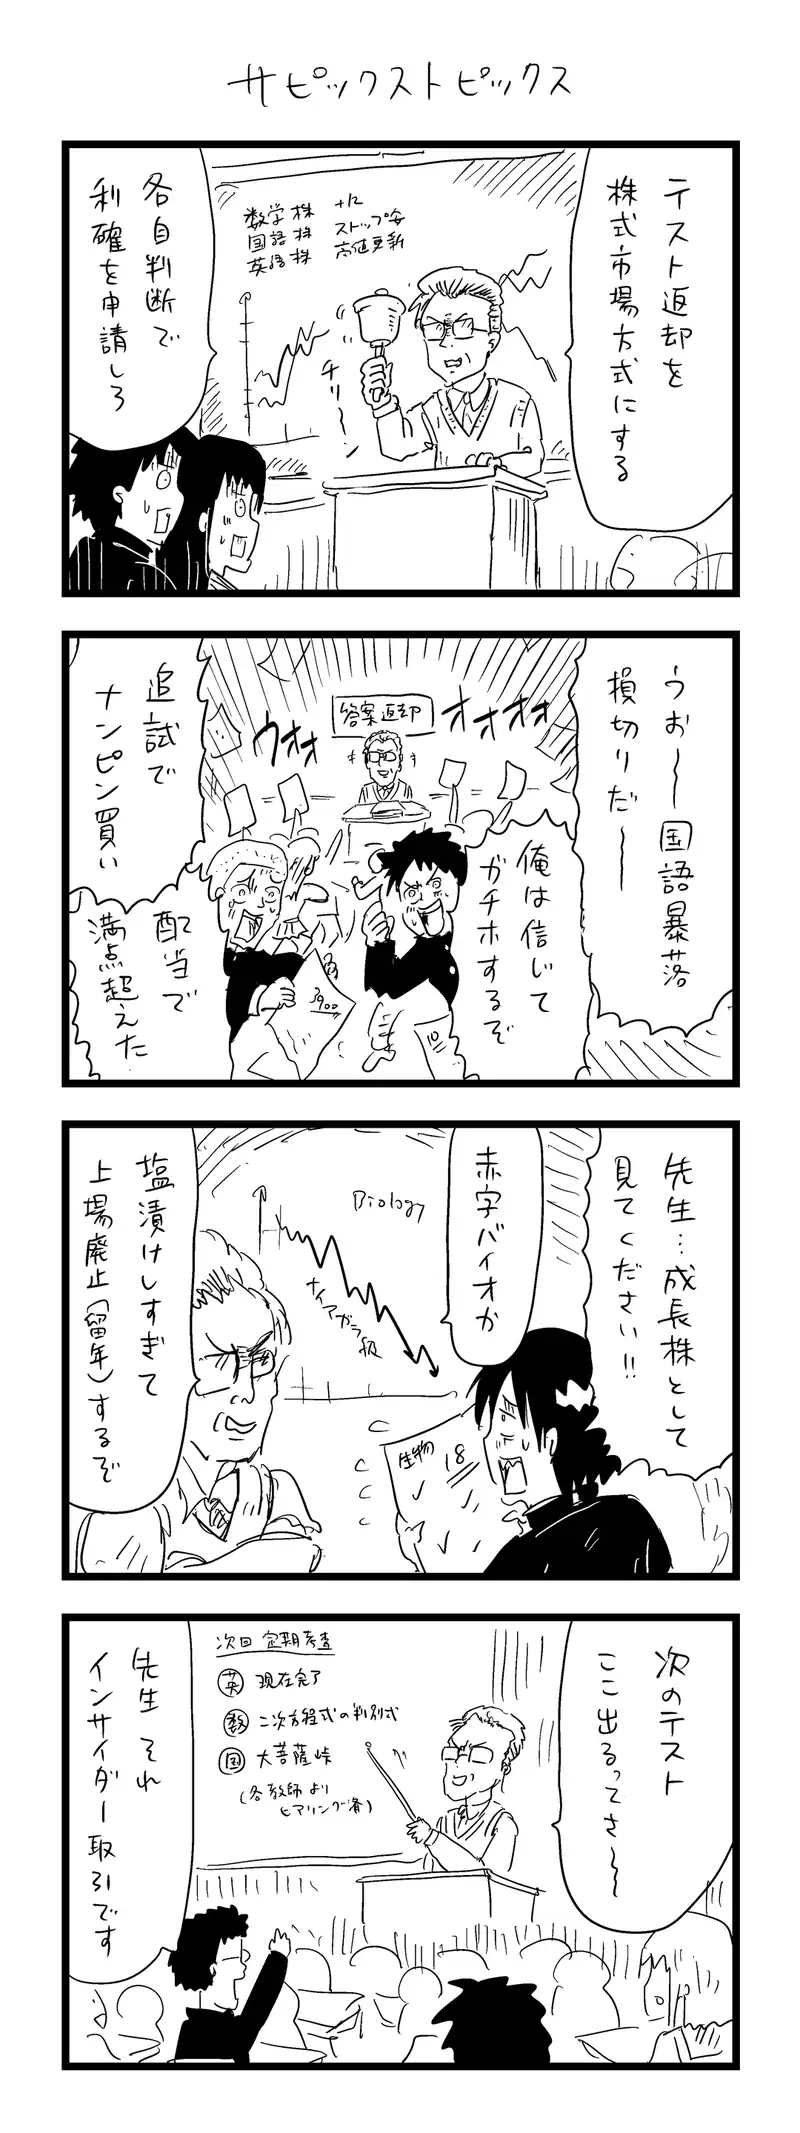 サピックストピックス
テスト返却を
株式市場方式にする
数学株 +12
国語株 ストップ安
英語株 高値更新
チリーン
各自判断で
利確を申請しろ
うぉ〜国語暴落
損切りだ〜
答案返却
オオオオ
ウオオ
俺は信じて
ガチホするぞ
追試で
ナンピン買い
配当で
満点超えた
3900
10
先生…成長株として
見てください!!
赤字バイオか
Biology
ナイアガラ級
生物 18
塩漬けしすぎて
上場廃止(留年)するぞ
次のテスト
ここ出るってさ〜
次回 定期考査
英 現在完了
数 二次方程式の判別式
国 大菩薩峠
(各教師より
ヒアリング済)
先生 それ
インサイダー取引です